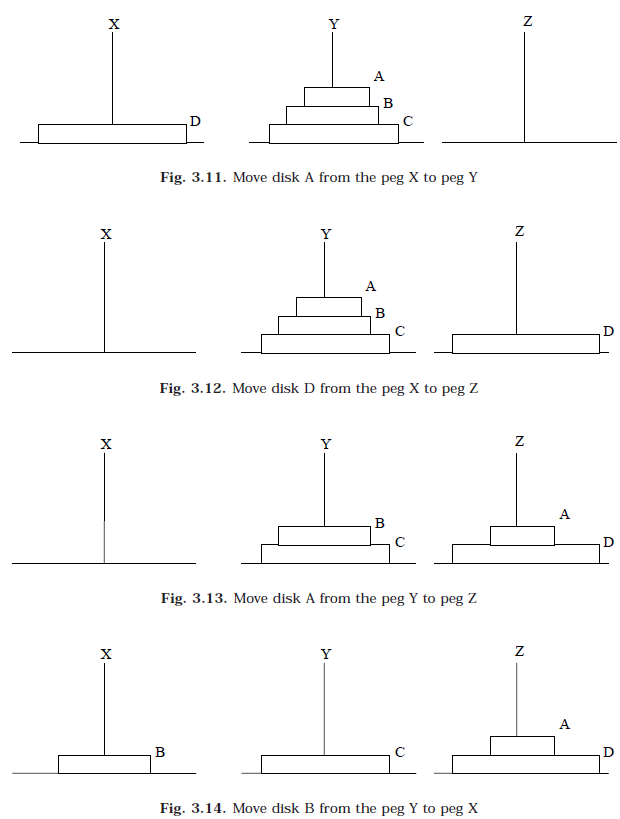 X Y Z
A
B
D C
Fig. 3.11. Move disk A from the peg X to peg Y
X Y Z
A
B
C D
Fig. 3.12. Move disk D from the peg X to peg Z
X Y Z
A
B
C D
Fig. 3.13. Move disk A from the peg Y to peg Z
X Y Z
A
B C D
Fig. 3.14. Move disk B from the peg Y to peg X